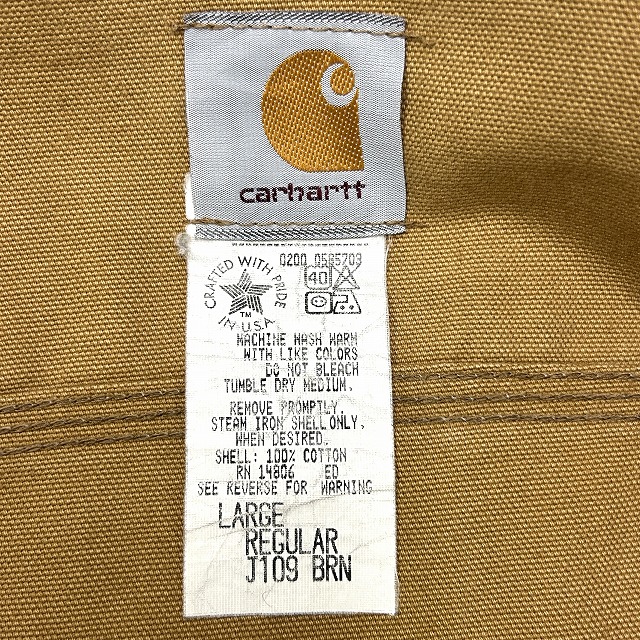 carhartt
0200 0585709
CRAFTED WITH PRIDE
TM
IN U.S.A.
40
MACHINE WASH WARM
WITH LIKE COLORS
DO NOT BLEACH
TUMBLE DRY MEDIUM.
REMOVE PROMPTLY.
STEAM IRON SHELL ONLY,
WHEN DESIRED.
SHELL: 100% COTTON
RN 14806 ED
SEE REVERSE FOR WARNING
LARGE
REGULAR
J109 BRN